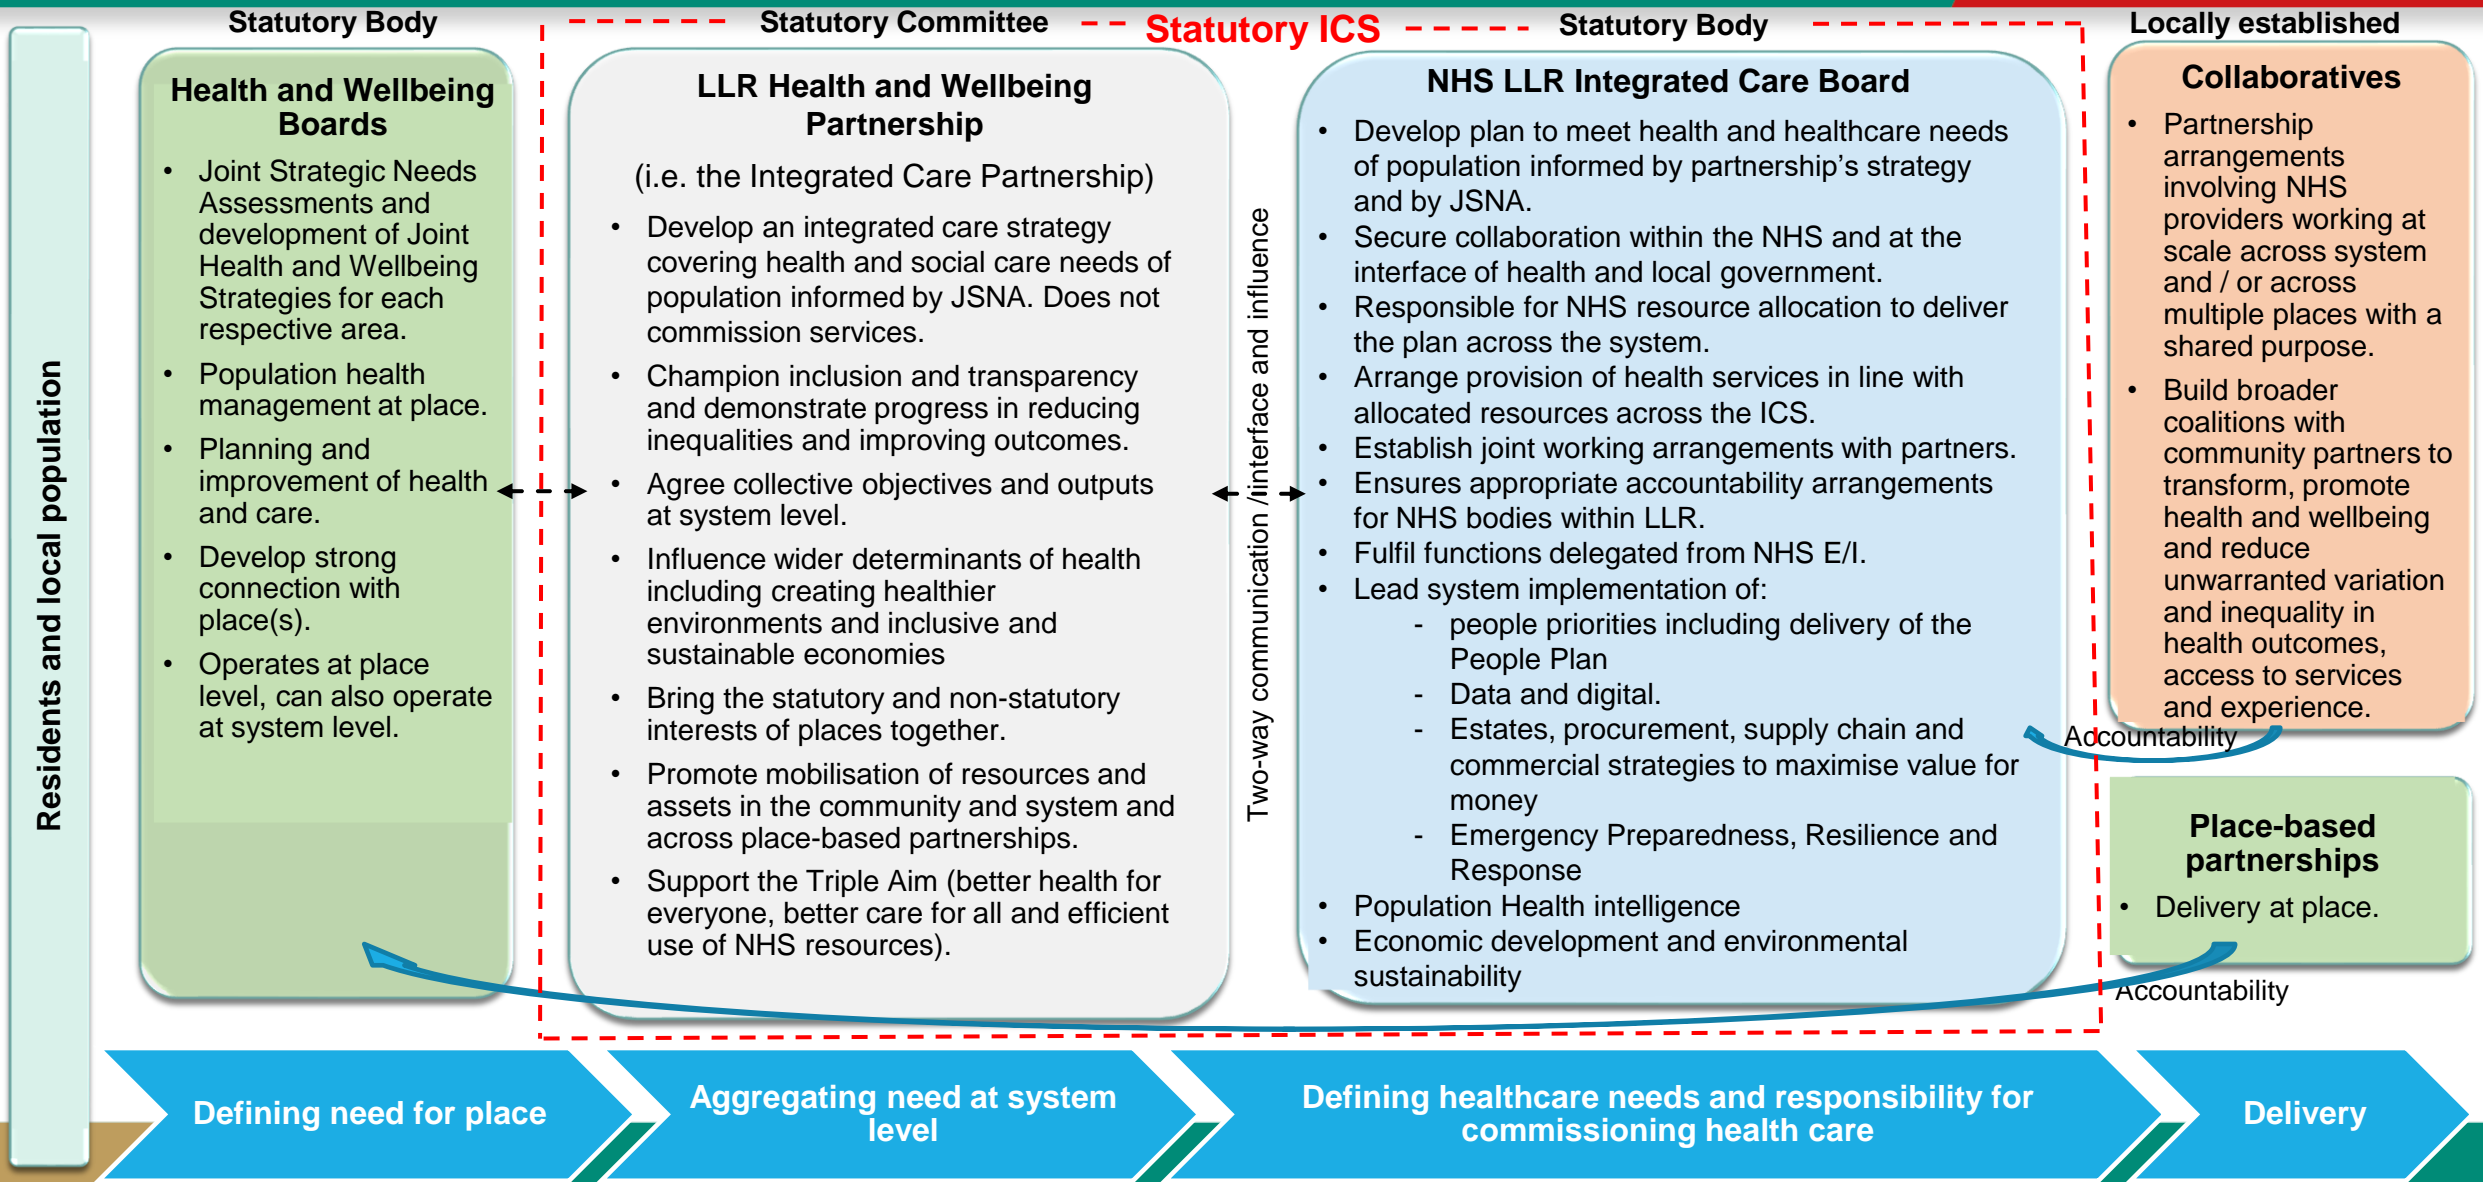 Statutory Body
Statutory Committee
Statutory ICS
Statutory Body
Locally established
Residents and local population
Health and Wellbeing
Boards
• Joint Strategic Needs
Assessments and
development of Joint
Health and Wellbeing
Strategies for each
respective area.
• Population health
management at place.
• Planning and
improvement of health
and care.
• Develop strong
connection with
place(s).
• Operates at place
level, can also operate
at system level.
LLR Health and Wellbeing
Partnership
(i.e. the Integrated Care Partnership)
• Develop an integrated care strategy
covering health and social care needs of
population informed by JSNA. Does not
commission services.
• Champion inclusion and transparency
and demonstrate progress in reducing
inequalities and improving outcomes.
• Agree collective objectives and outputs
at system level.
• Influence wider determinants of health
including creating healthier
environments and inclusive and
sustainable economies
• Bring the statutory and non-statutory
interests of places together.
• Promote mobilisation of resources and
assets in the community and system and
across place-based partnerships.
• Support the Triple Aim (better health for
everyone, better care for all and efficient
use of NHS resources).
Two-way communication /iinterface and influence
NHS LLR Integrated Care Board
• Develop plan to meet health and healthcare needs
of population informed by partnership's strategy
and by JSNA.
• Secure collaboration within the NHS and at the
interface of health and local government.
• Responsible for NHS resource allocation to deliver
the plan across the system.
• Arrange provision of health services in line with
allocated resources across the ICS.
• Establish joint working arrangements with partners.
• Ensures appropriate accountability arrangements
for NHS bodies within LLR.
• Fulfil functions delegated from NHS E/I.
• Lead system implementation of:
- people priorities including delivery of the
People Plan
- Data and digital.
- Estates, procurement, supply chain and
commercial strategies to maximise value for
money
- Emergency Preparedness, Resilience and
Response
• Population Health intelligence
• Economic development and environmental
sustainability
Collaboratives
• Partnership
arrangements
involving NHS
providers working at
scale across system
and / or across
multiple places with a
shared purpose.
• Build broader
coalitions with
community partners to
transform, promote
health and wellbeing
and reduce
unwarranted variation
and inequality in
health outcomes,
access to services
and experience.
Accountability
Place-based
partnerships
• Delivery at place.
Accountability
Defining need for place
Aggregating need at system
level
Defining healthcare needs and responsibility for
commissioning health care
Delivery